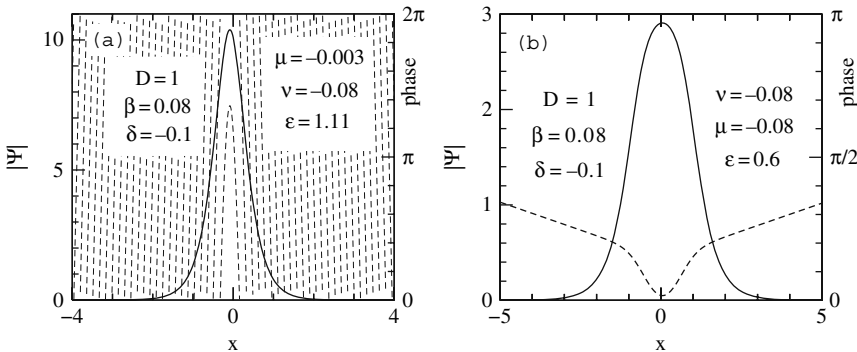 11
10
5
0
|Ψ|
(a)
D = 1
β = 0.08
δ = –0.1
μ = –0.003
ν = –0.08
ε = 1.11
2π
π
0
phase
–4
0
4
x
3
2
1
0
|Ψ|
(b)
D = 1
β = 0.08
δ = –0.1
ν = –0.08
μ = –0.08
ε = 0.6
π
π/2
0
phase
–5
0
5
x